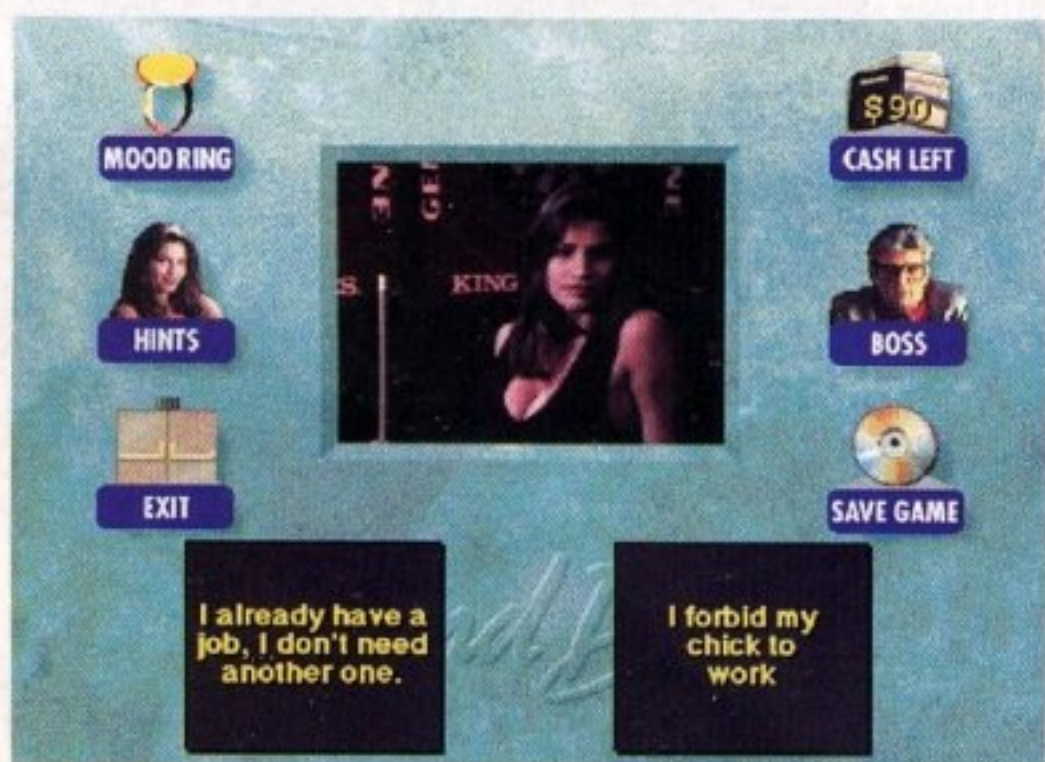 $90
MOOD RING
CASH LEFT
KING
HINTS
BOSS
EXIT
SAVE GAME
I already have a
job, I don't need
another one.
I forbid my
chick to
work